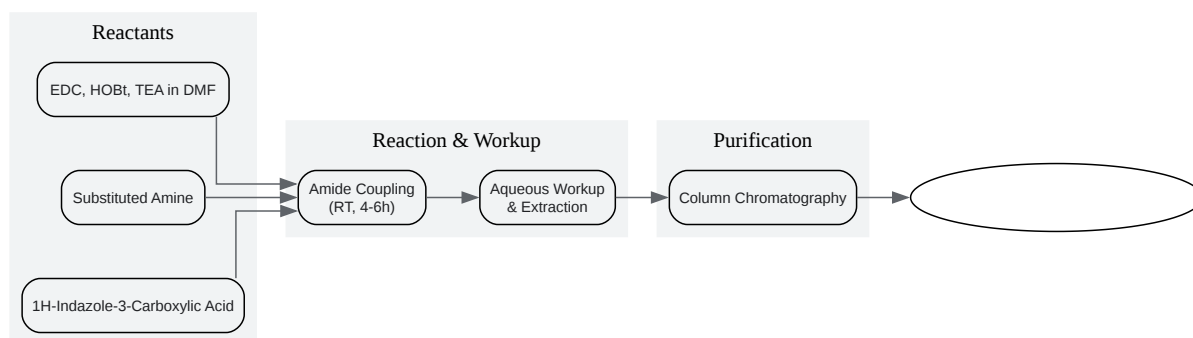 Reactants
EDC, HOBt, TEA in DMF
Substituted Amine
1H-Indazole-3-Carboxylic Acid
Reaction & Workup
Amide Coupling
(RT, 4-6h)
Aqueous Workup
& Extraction
Purification
Column Chromatography